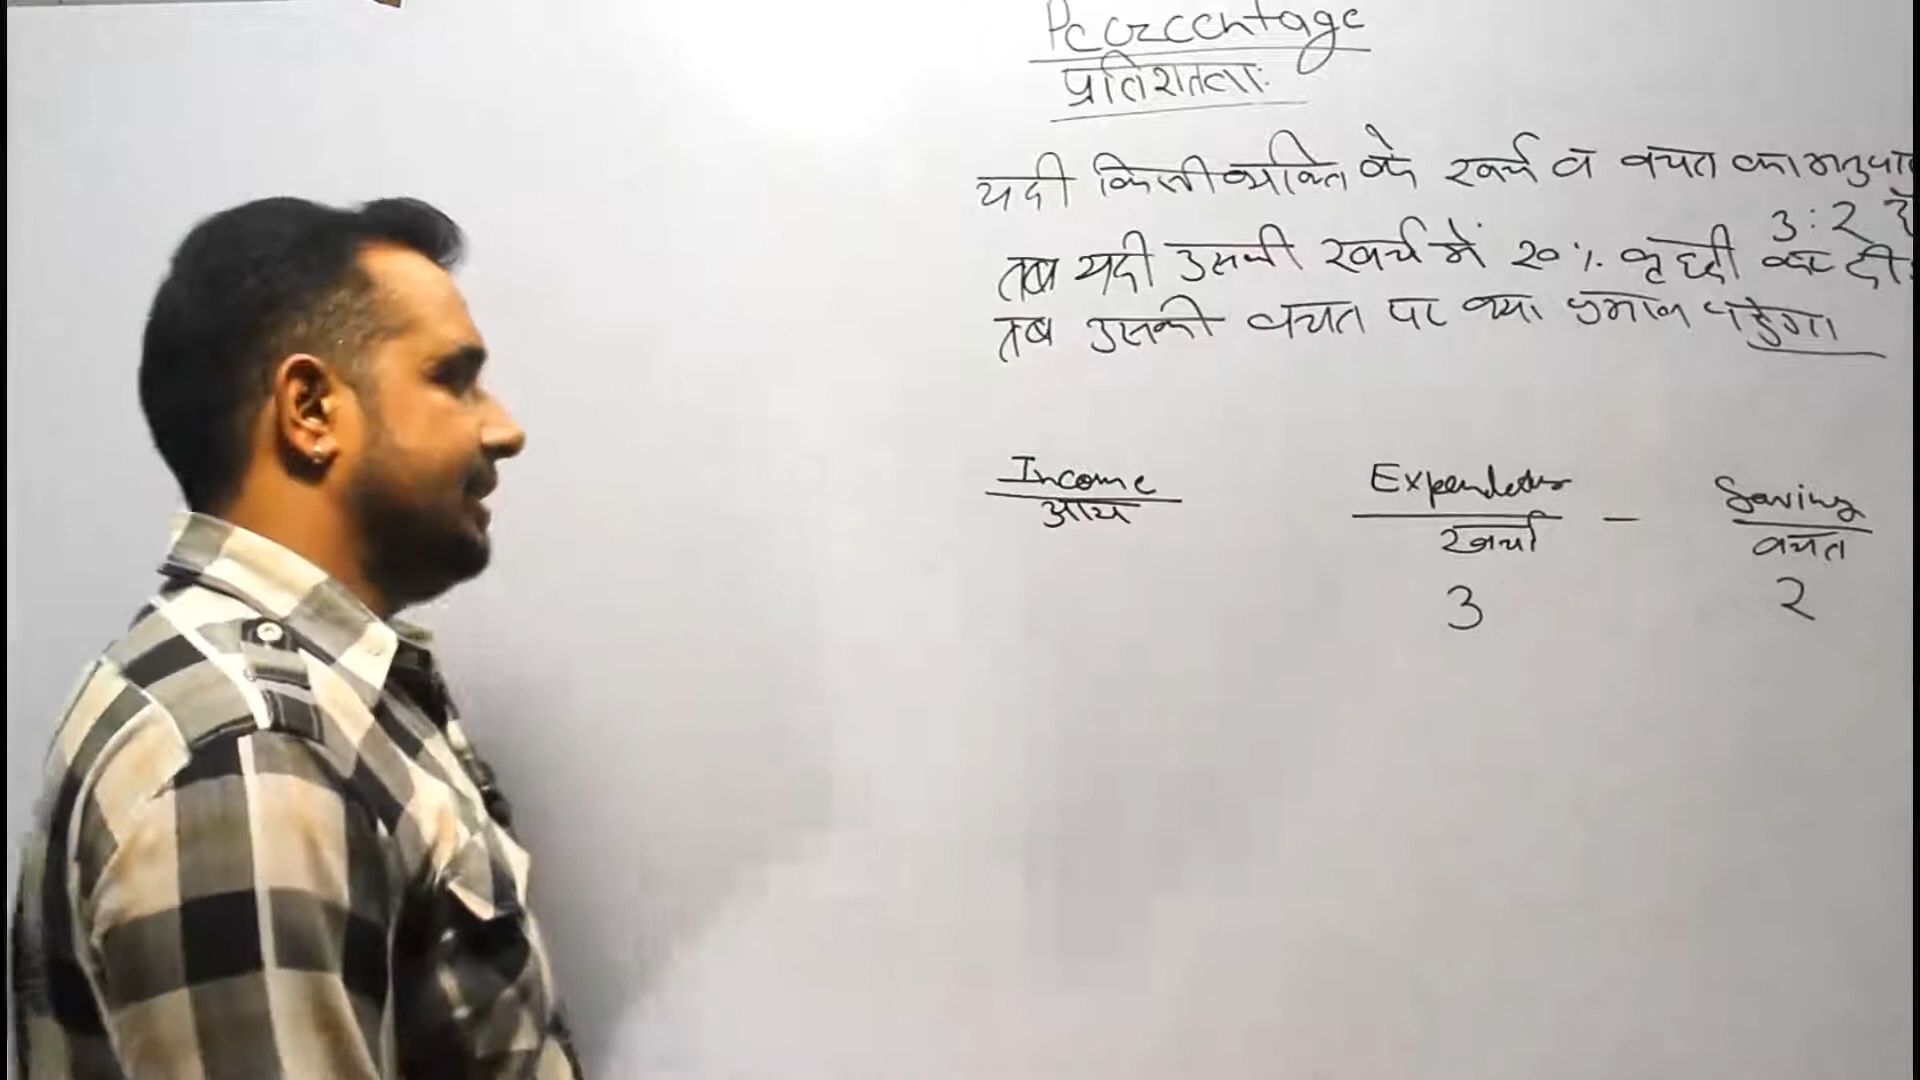 Percentage
प्रतिशतता:
यदी किसी व्यक्ति के खर्च व बचत का अनुपात
3:2 है
तब यदी उसकी खर्च में 20%. वृद्धी कर दी
तब उसकी बचत पर क्या प्रभाव पड़ेगा
Income Expenditure Saving
आय खर्चा – बचत
3 2